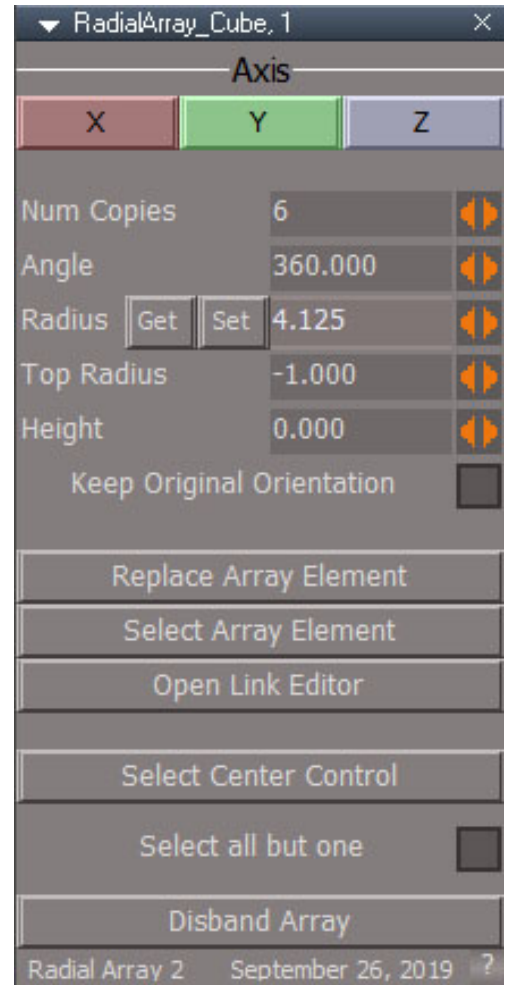 RadialArray_Cube, 1
Axis
X Y Z
Num Copies 6
Angle 360.000
Radius Get Set 4.125
Top Radius -1.000
Height 0.000
Keep Original Orientation
Replace Array Element
Select Array Element
Open Link Editor
Select Center Control
Select all but one
Disband Array
Radial Array 2 September 26, 2019 ?